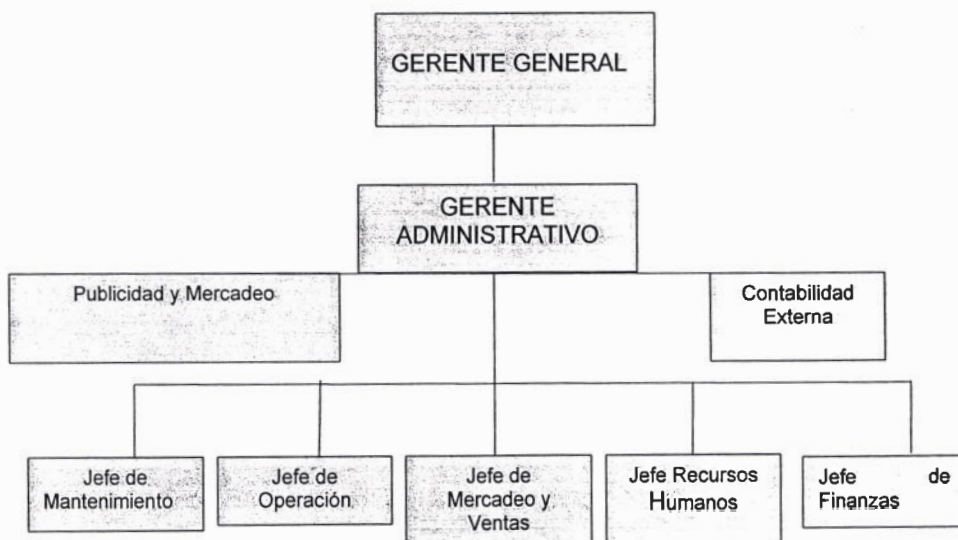 GERENTE GENERAL
GERENTE
ADMINISTRATIVO
Publicidad y Mercadeo
Contabilidad
Externa
Jefe de
Mantenimiento
Jefe de
Operación
Jefe de
Mercadeo y
Ventas
Jefe Recursos
Humanos
Jefe de
Finanzas